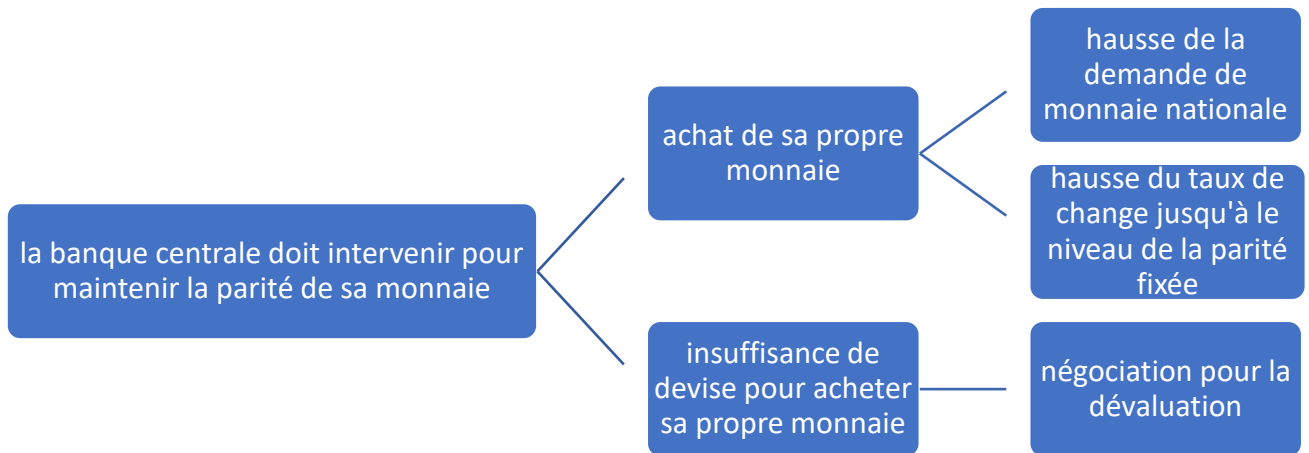 la banque centrale doit intervenir pour
maintenir la parité de sa monnaie
achat de sa propre
monnaie
hausse de la
demande de
monnaie nationale
hausse du taux de
change jusqu'à le
niveau de la parité
fixée
insuffisance de
devise pour acheter
sa propre monnaie
négociation pour la
dévaluation